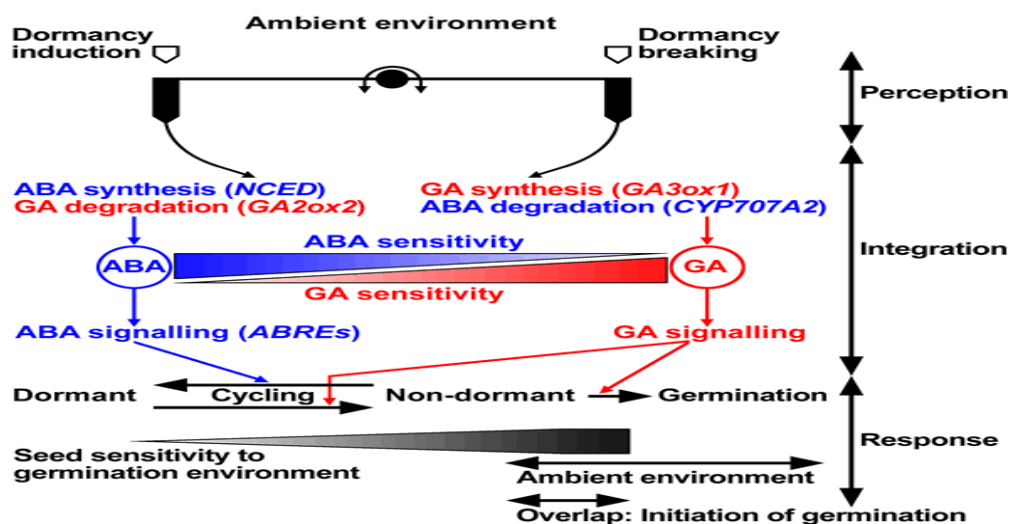 Ambient environment
Dormancy
induction
Dormancy
breaking
Perception
ABA synthesis (NCED)
GA degradation (GA2ox2)
GA synthesis (GA3ox1)
ABA degradation (CYP707A2)
ABA sensitivity
Integration
ABA
GA
GA sensitivity
ABA signalling (ABREs)
GA signalling
Dormant
Cycling
Non-dormant
Germination
Response
Seed sensitivity to
germination environment
Ambient environment
Overlap: Initiation of germination